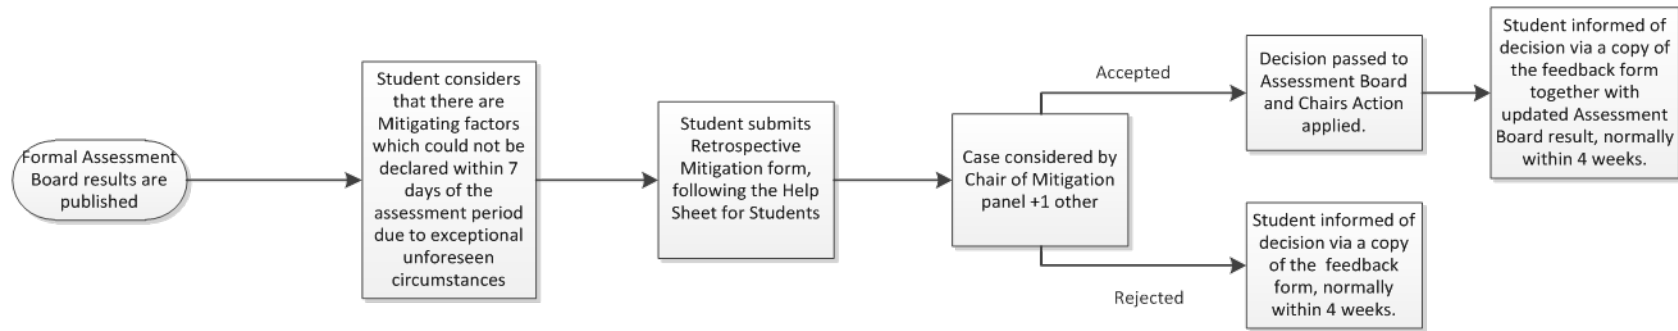 Formal Assessment
Board results are
published
Student considers
that there are
Mitigating factors
which could not be
declared within 7
days of the
assessment period
due to exceptional
unforeseen
circumstances
Student submits
Retrospective
Mitigation form,
following the Help
Sheet for Students
Case considered by
Chair of Mitigation
panel +1 other
Accepted
Decision passed to
Assessment Board
and Chairs Action
applied.
Student informed of
decision via a copy of
the feedback form
together with
updated Assessment
Board result, normally
within 4 weeks.
Rejected
Student informed of
decision via a copy
of the feedback
form, normally
within 4 weeks.